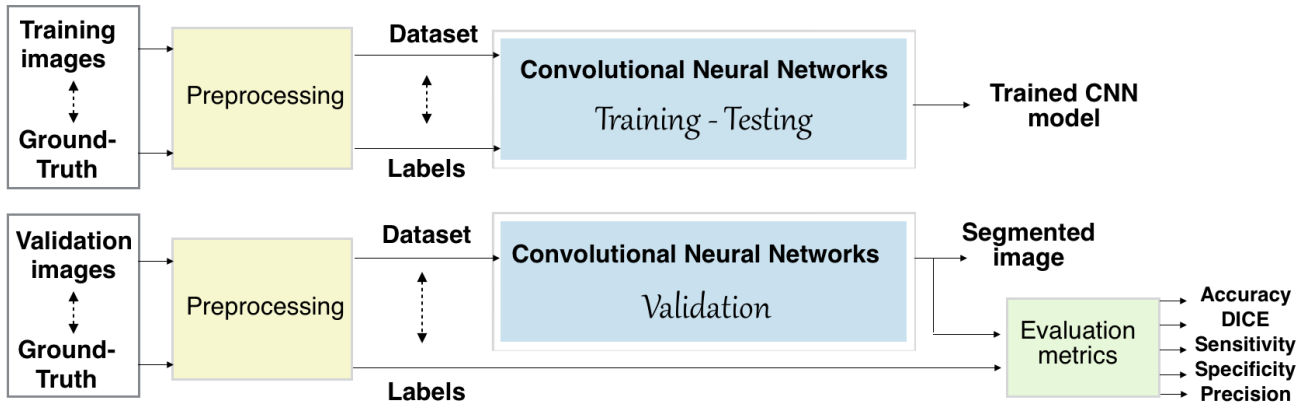 Training
images
Ground-
Truth
Preprocessing
Dataset
Labels
Convolutional Neural Networks
Training - Testing
Trained CNN
model
Validation
images
Ground-
Truth
Preprocessing
Dataset
Labels
Convolutional Neural Networks
Validation
Segmented
image
Evaluation
metrics
Accuracy
DICE
Sensitivity
Specificity
Precision